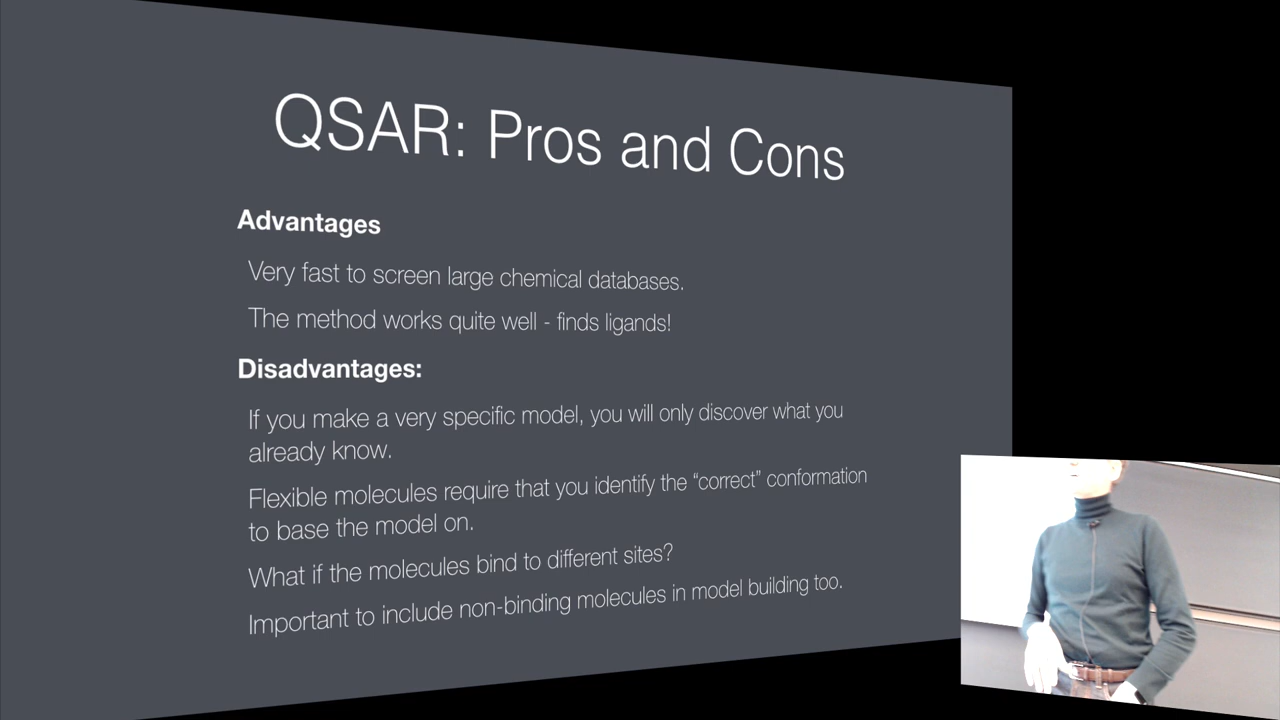 QSAR: Pros and Cons
Advantages
Very fast to screen large chemical databases.
The method works quite well - finds ligands!
Disadvantages:
If you make a very specific model, you will only discover what you
already know.
Flexible molecules require that you identify the “correct” conformation
to base the model on.
What if the molecules bind to different sites?
Important to include non-binding molecules in model building too.